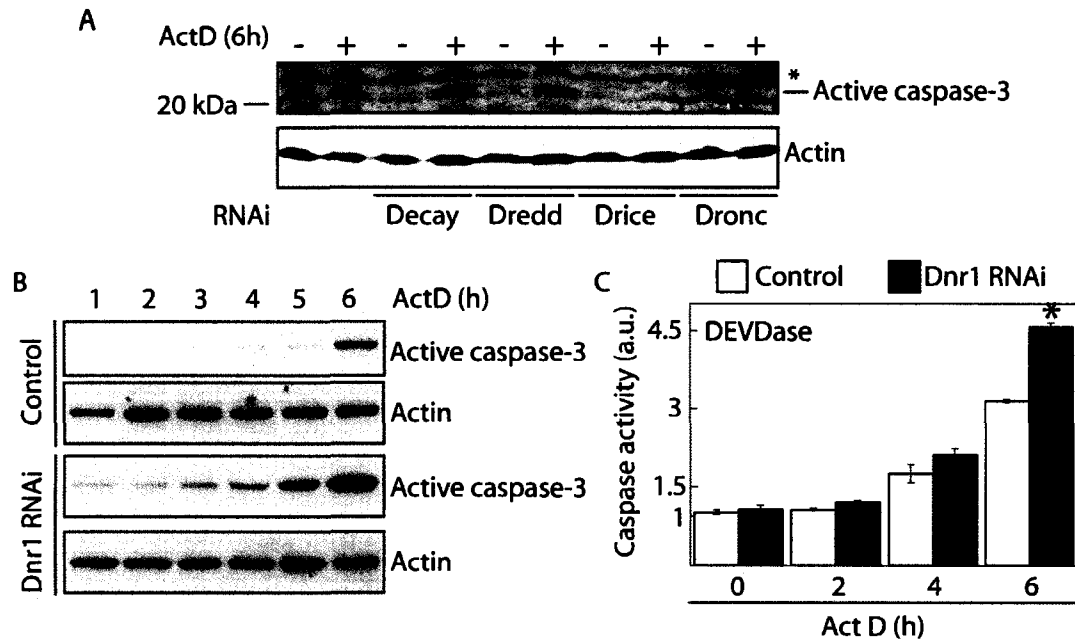 A
ActD (6h) - + - + - + - + - +
*
Active caspase-3
20 kDa
Actin
RNAi Decay Dredd Drice Dronc
B
1 2 3 4 5 6 ActD (h)
Control
Active caspase-3
Actin
Dnr1 RNAi
Active caspase-3
Actin
C
Control Dnr1 RNAi
DEVDase
*
Caspase activity (a.u.)
4.5
3
1.5
1
0 2 4 6
Act D (h)